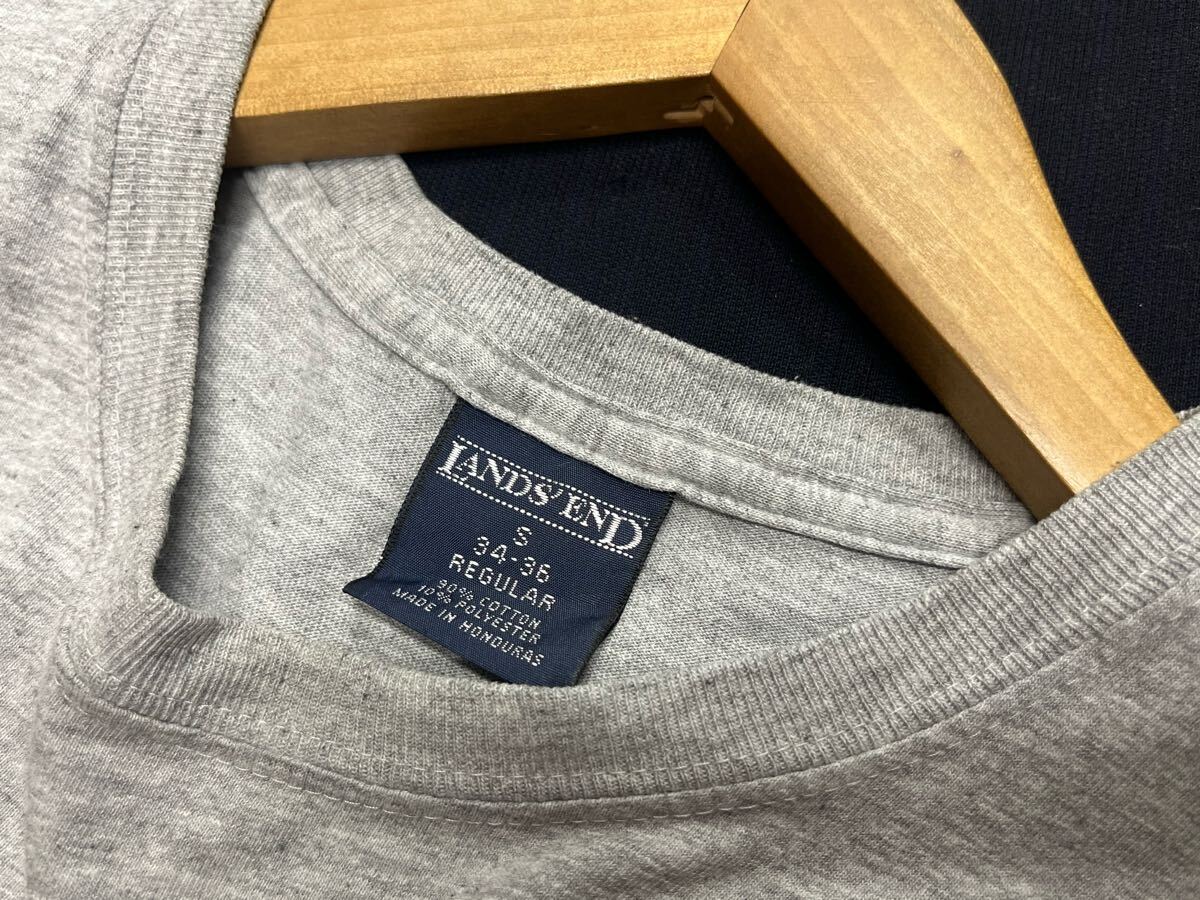 LANDS' END
S
34-36
REGULAR
90% COTTON
10% POLYESTER
MADE IN HONDURAS